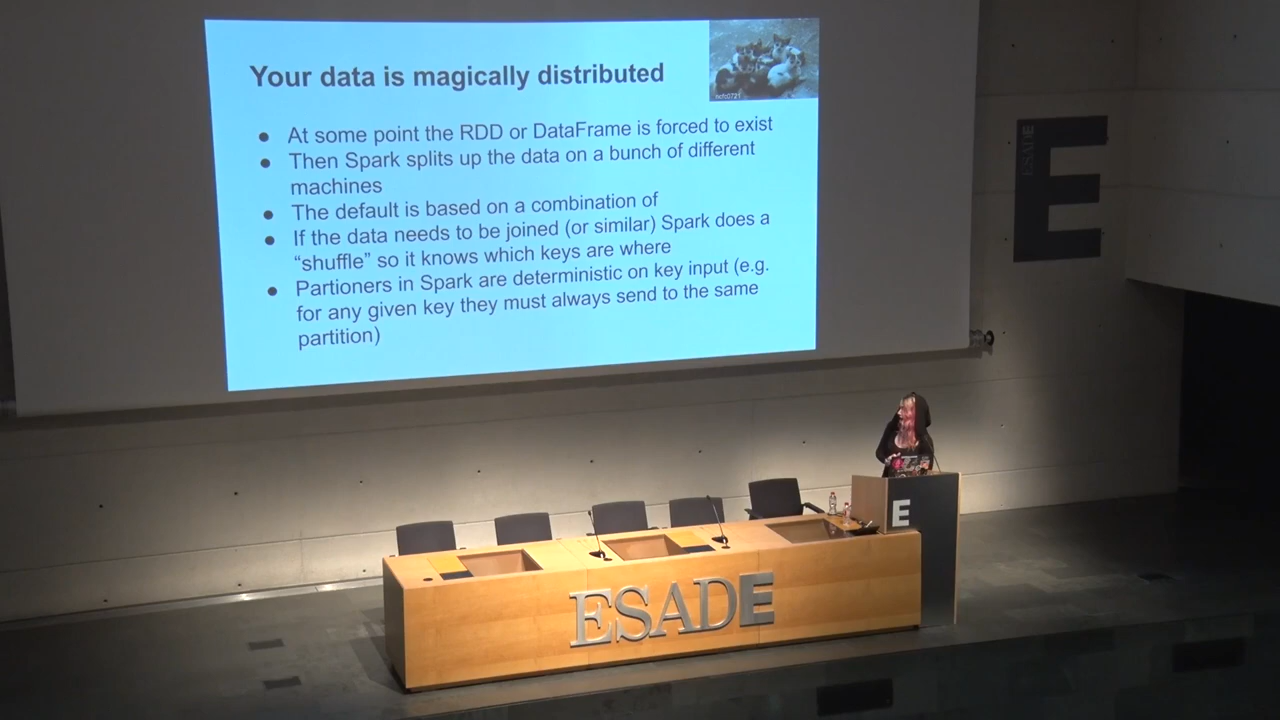 Your data is magically distributed
ncfc0721
● At some point the RDD or DataFrame is forced to exist
● Then Spark splits up the data on a bunch of different
machines
● The default is based on a combination of
● If the data needs to be joined (or similar) Spark does a
“shuffle” so it knows which keys are where
● Partioners in Spark are deterministic on key input (e.g.
for any given key they must always send to the same
partition)
ESADE
E
E
ESADE